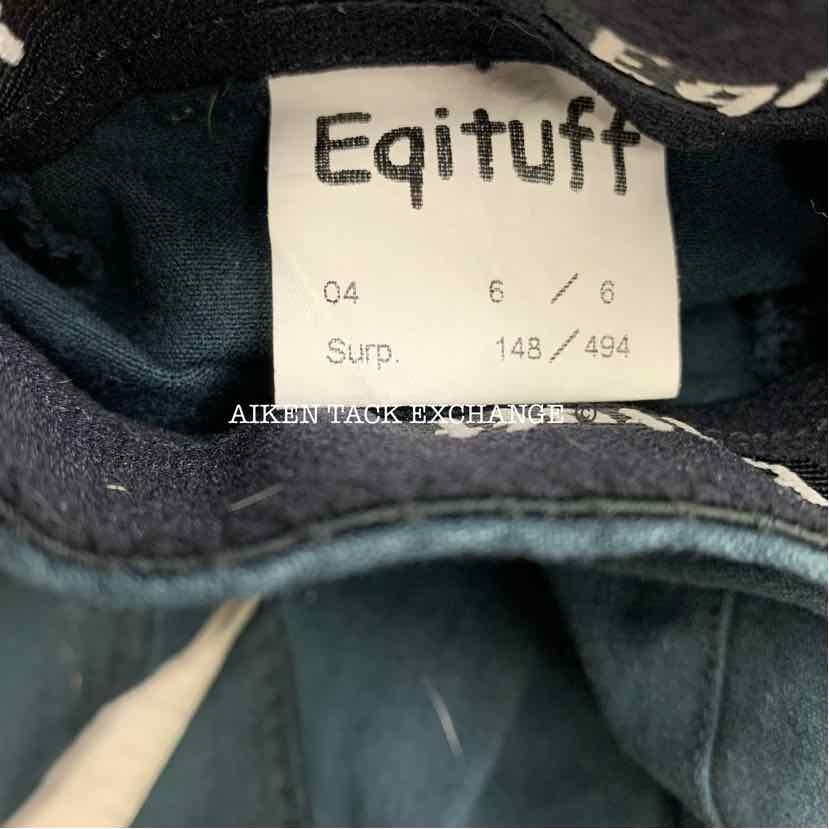 Eqituff
04 6 / 6
Surp. 148 / 494
AIKEN TACK EXCHANGE ©